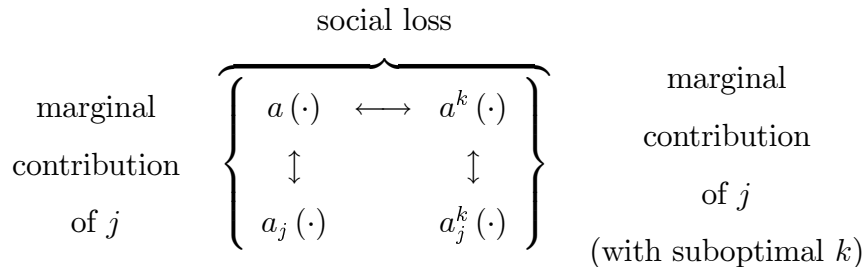 social loss
marginal
contribution
of j
a (·) ⟷ a^k (·)
↕ ↕
a_j (·) a_j^k (·)
marginal
contribution
of j
(with suboptimal k)